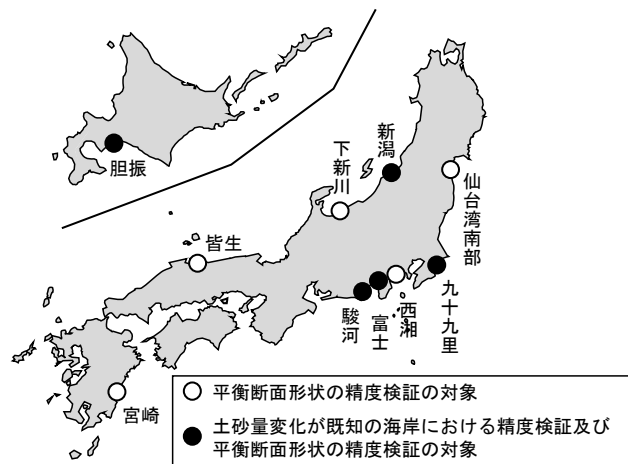 胆振
新潟
下新川
仙台湾南部
皆生
九十九里
西湘
富士
駿河
宮崎
平衡断面形状の精度検証の対象
土砂量変化が既知の海岸における精度検証及び
平衡断面形状の精度検証の対象